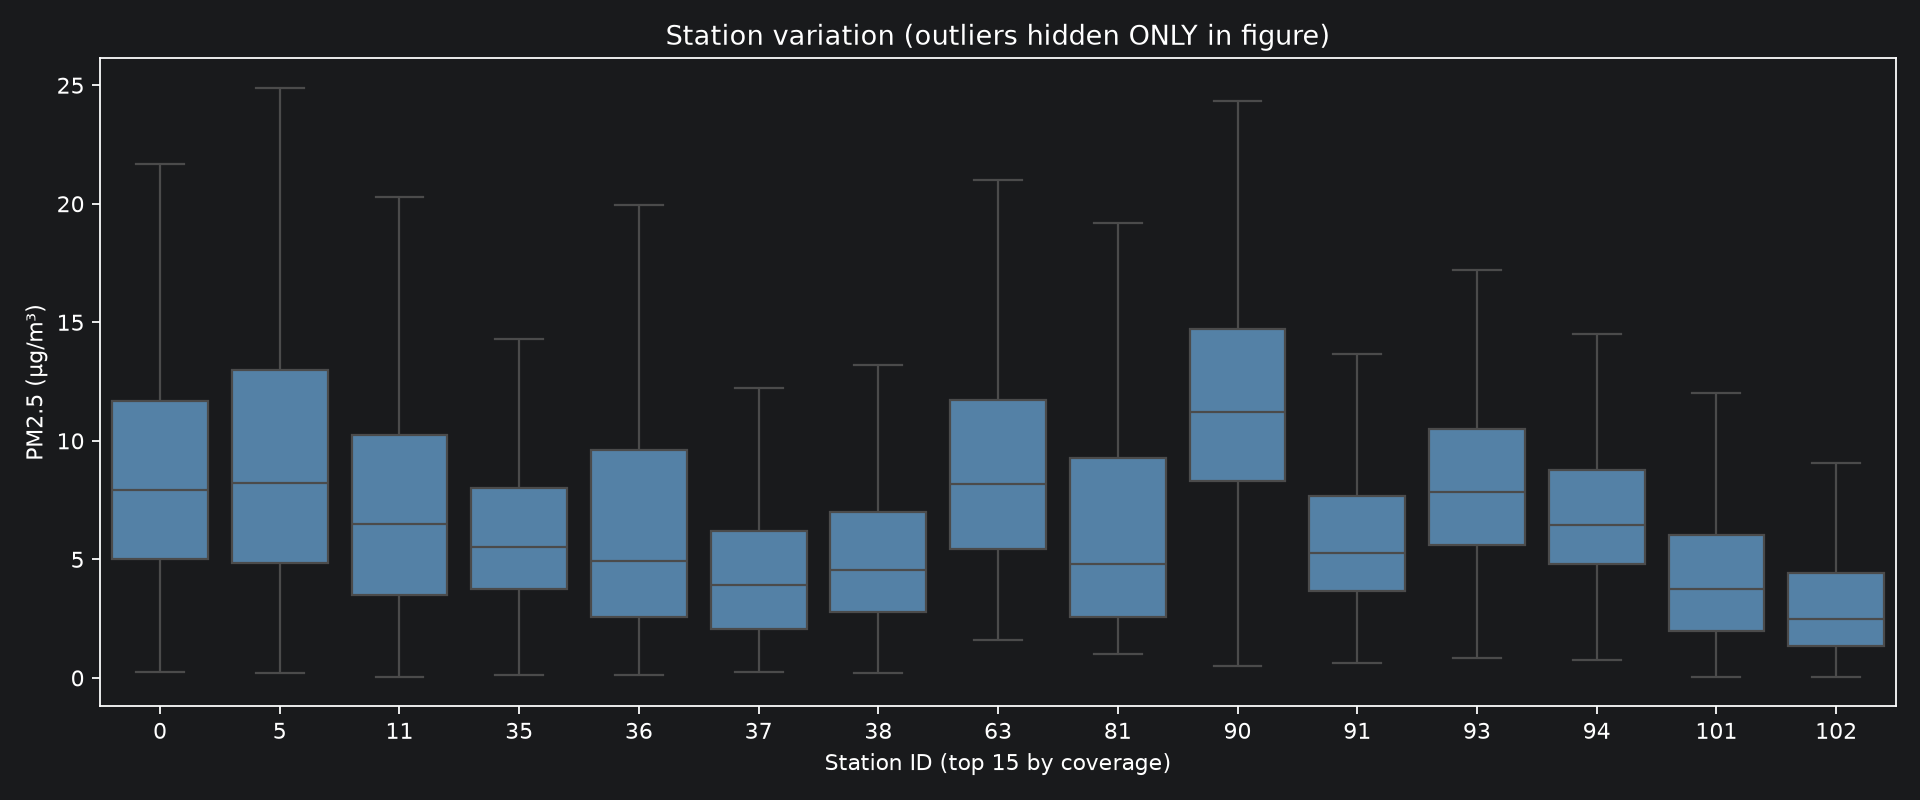 Station variation (outliers hidden ONLY in figure)
PM2.5 (µg/m³)
25
20
15
10
5
0
0 5 11 35 36 37 38 63 81 90 91 93 94 101 102
Station ID (top 15 by coverage)